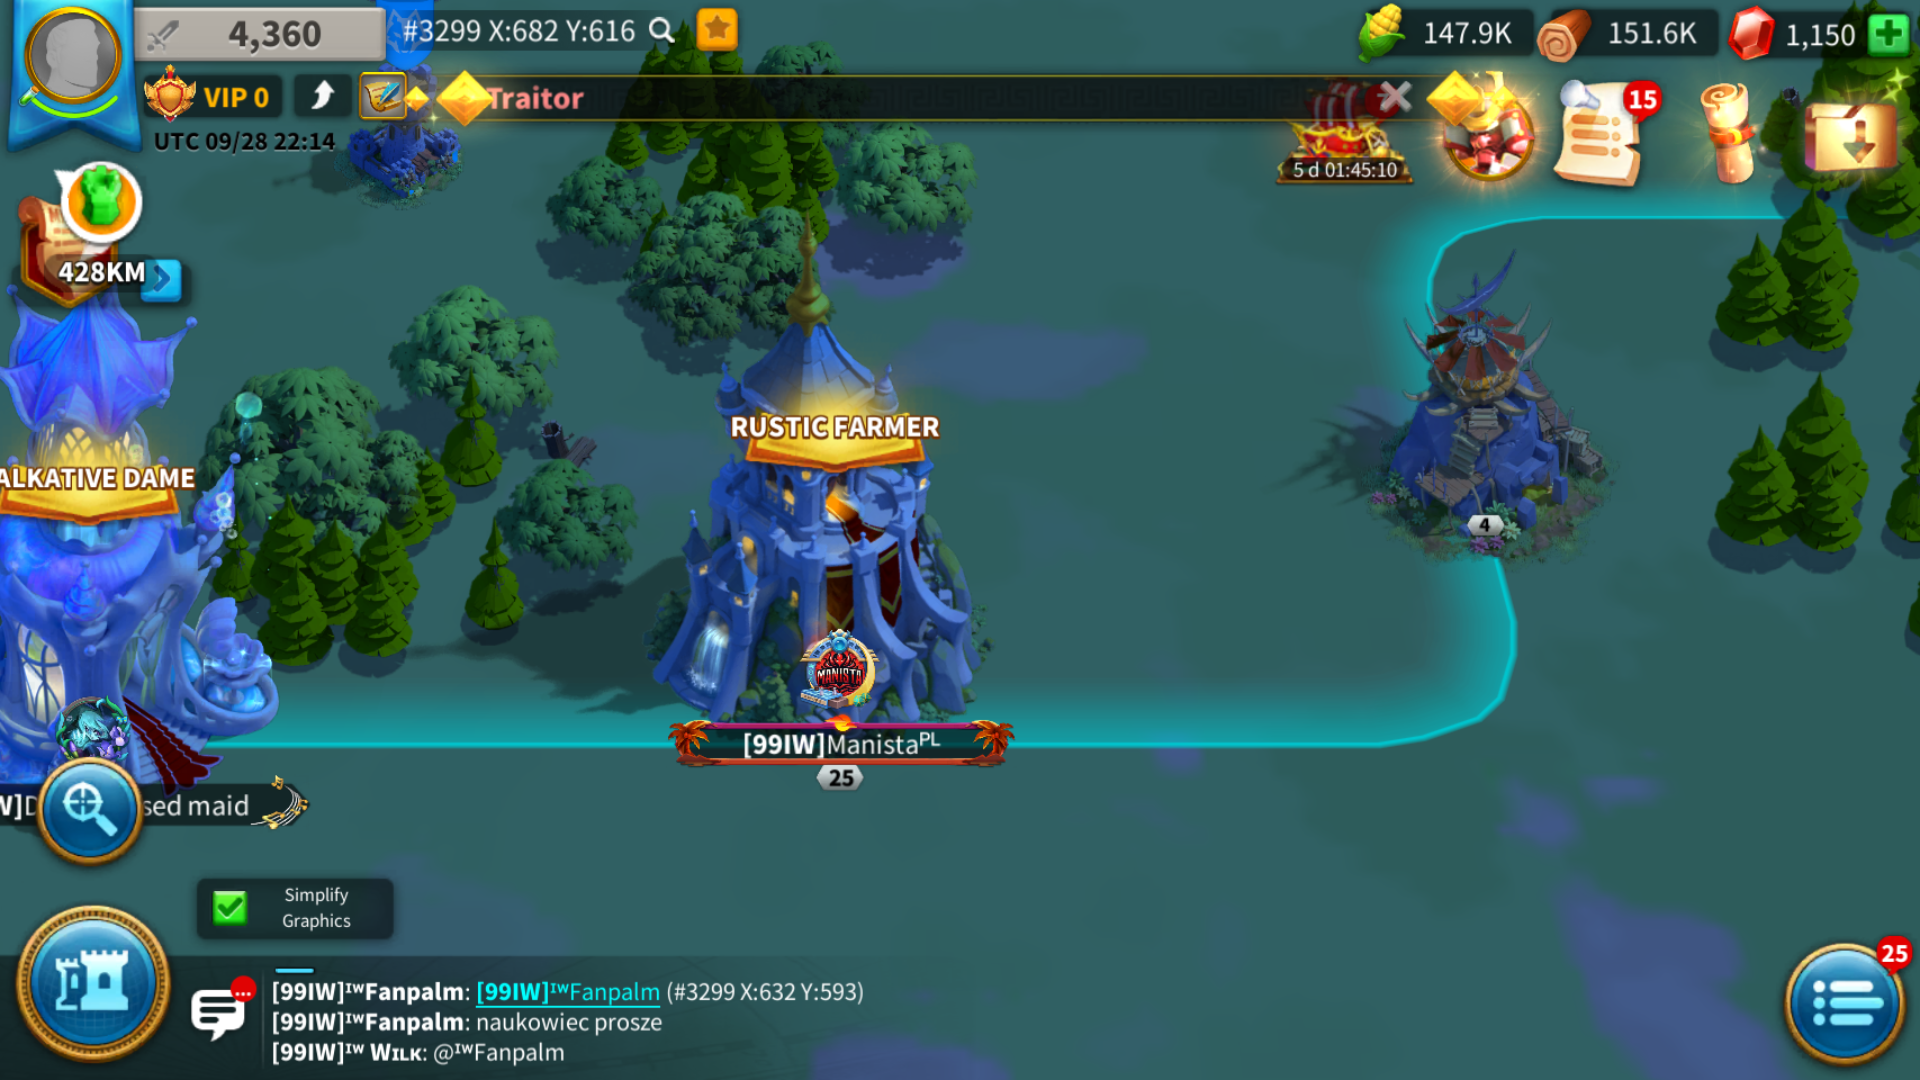 4,360
#3299 X:682 Y:616
147.9K
151.6K
1,150
VIP 0
Traitor
UTC 09/28 22:14
5 d 01:45:10
15
428KM
RUSTIC FARMER
ALKATIVE DAME
4
MANISTA
[99IW]Manistaᴾᴸ
25
W]D
sed maid
Simplify
Graphics
25
[99IW]ᴵᵂFanpalm: [99IW]ᴵᵂFanpalm (#3299 X:632 Y:593)
[99IW]ᴵᵂFanpalm: naukowiec prosze
[99IW]ᴵᵂ Wɪʟᴋ: @ᴵᵂFanpalm